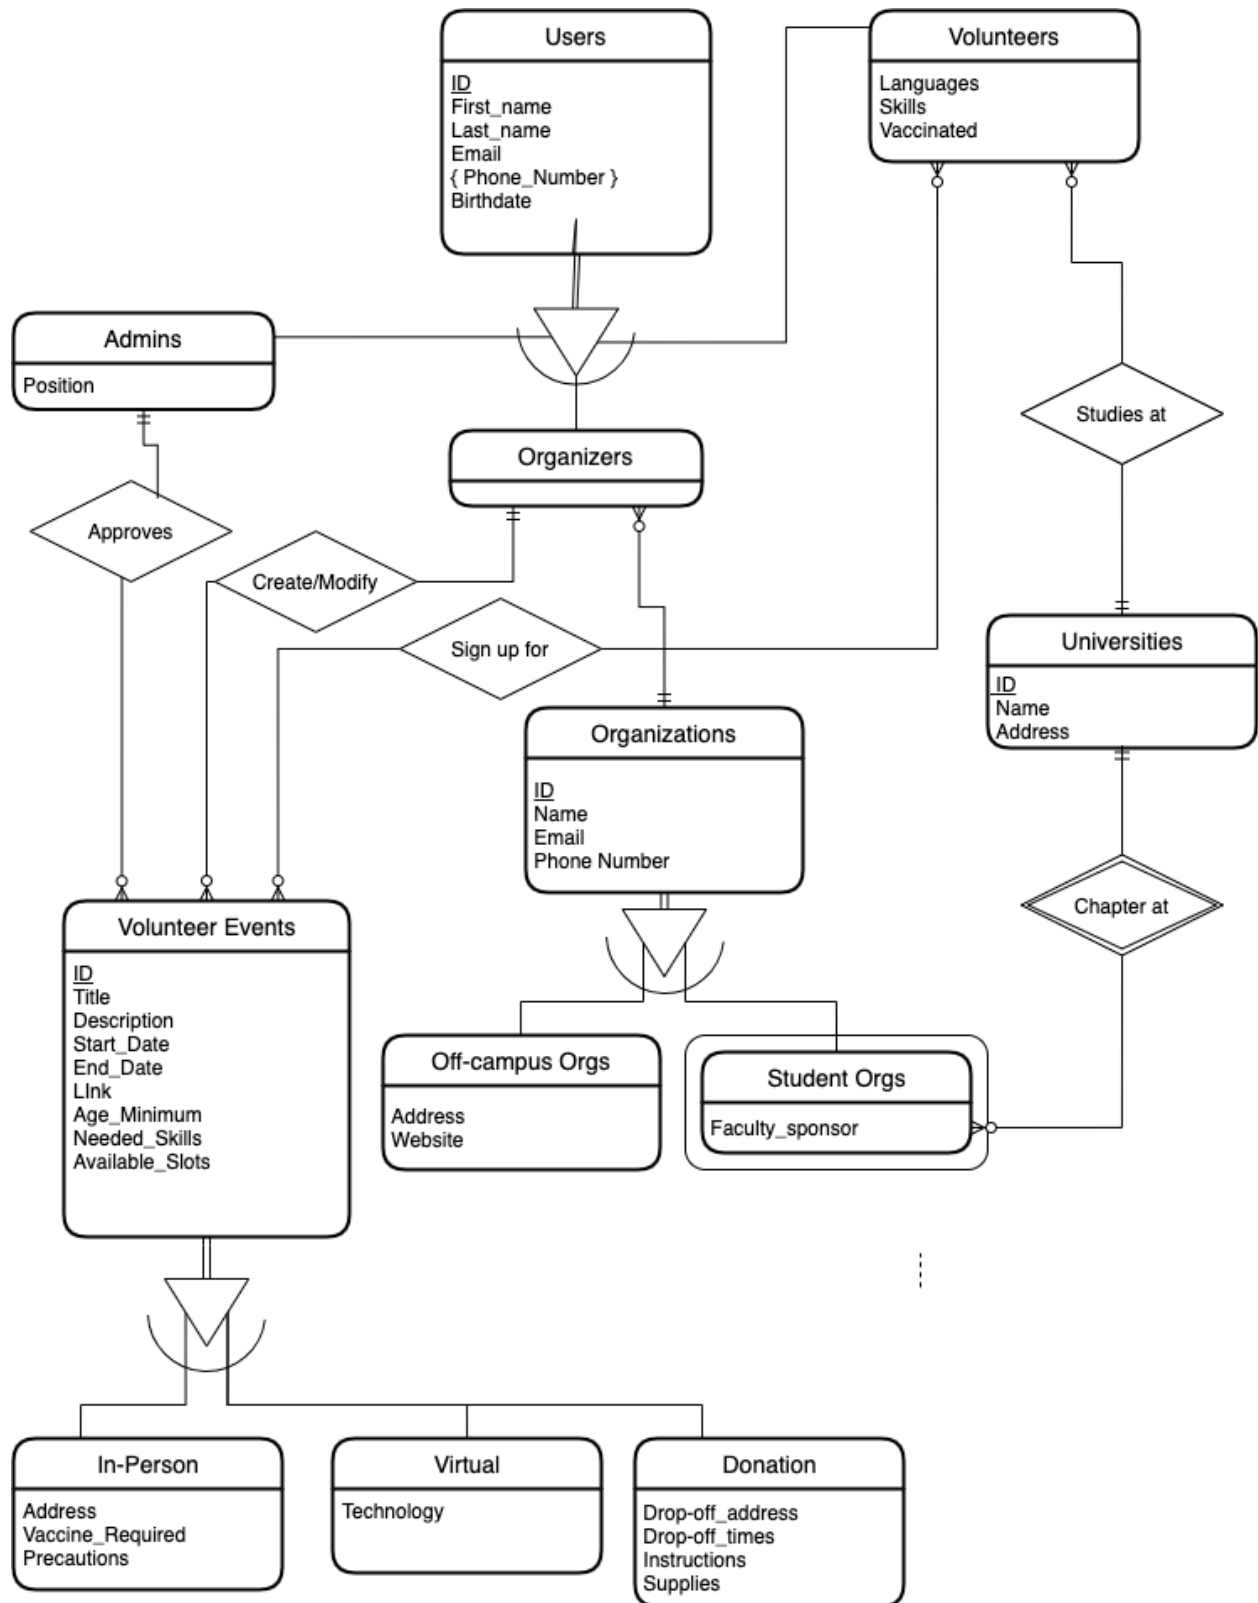 Users
ID
First_name
Last_name
Email
{ Phone_Number }
Birthdate
Volunteers
Languages
Skills
Vaccinated
Admins
Position
Organizers
Studies at
Approves
Create/Modify
Sign up for
Universities
ID
Name
Address
Organizations
ID
Name
Email
Phone Number
Chapter at
Volunteer Events
ID
Title
Description
Start_Date
End_Date
LInk
Age_Minimum
Needed_Skills
Available_Slots
Off-campus Orgs
Address
Website
Student Orgs
Faculty_sponsor
In-Person
Address
Vaccine_Required
Precautions
Virtual
Technology
Donation
Drop-off_address
Drop-off_times
Instructions
Supplies